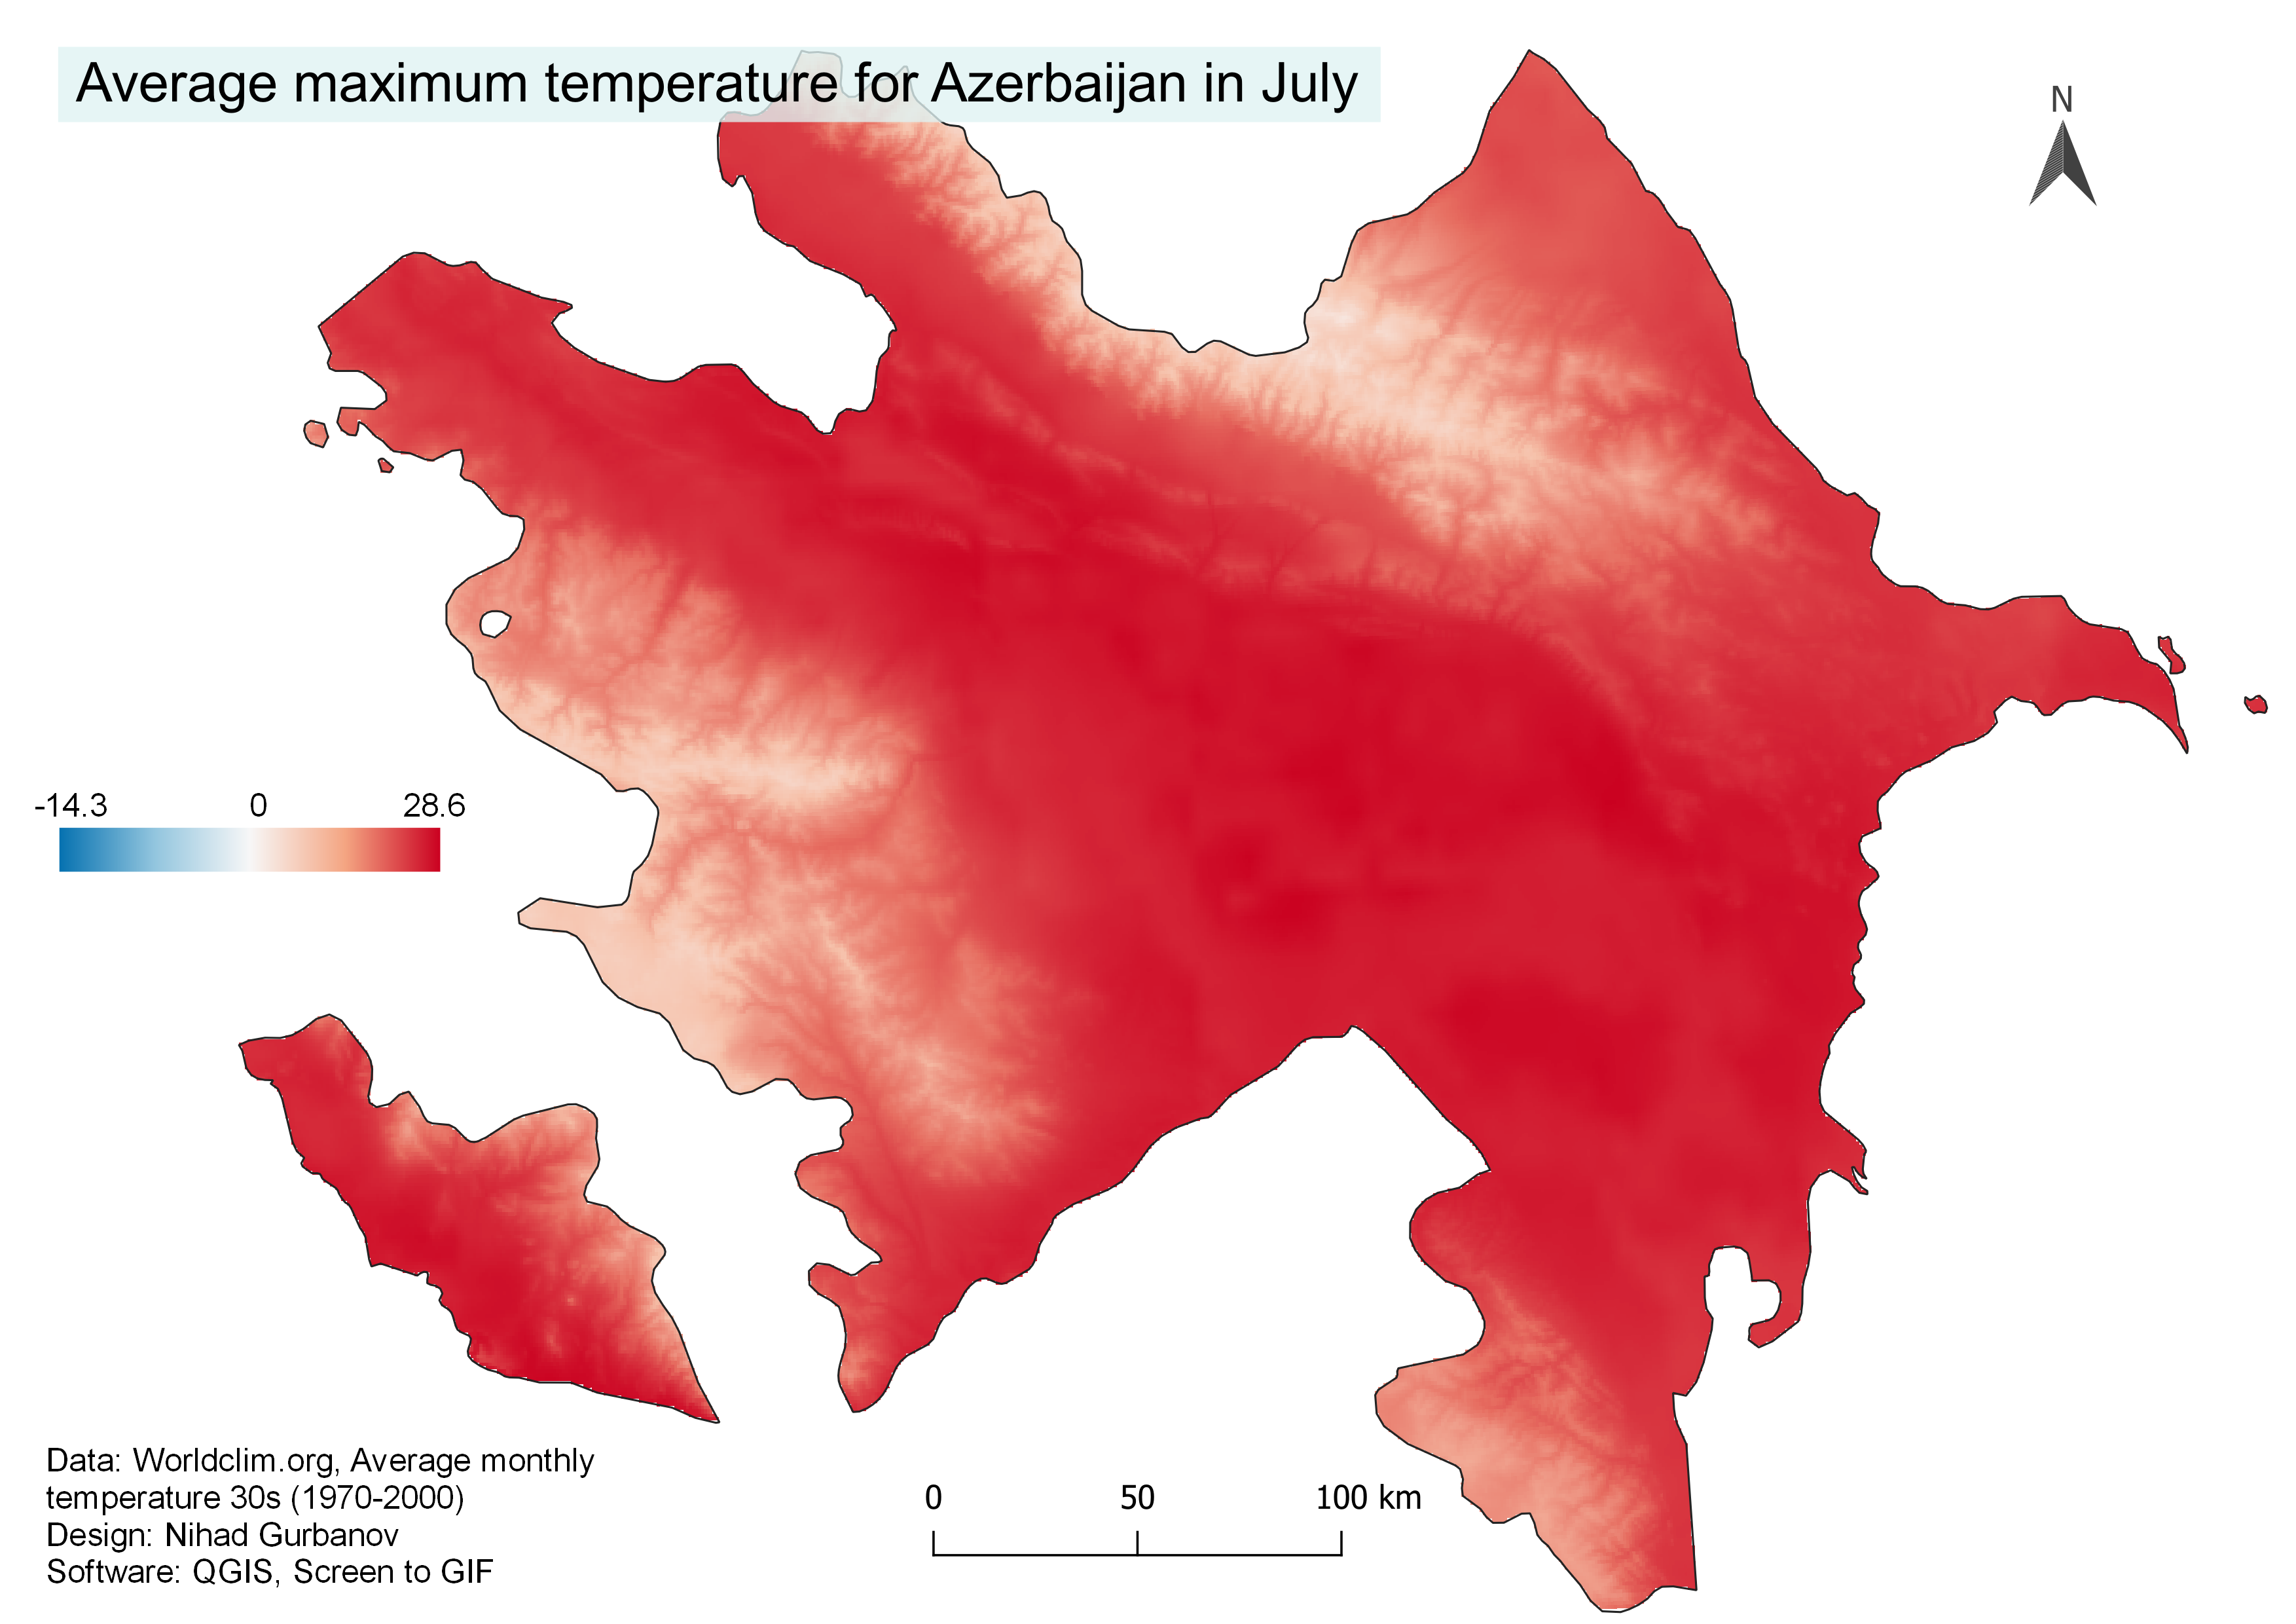 Average maximum temperature for Azerbaijan in July
N
-14.3 0 28.6
Data: Worldclim.org, Average monthly
temperature 30s (1970-2000)
Design: Nihad Gurbanov
Software: QGIS, Screen to GIF
0 50 100 km